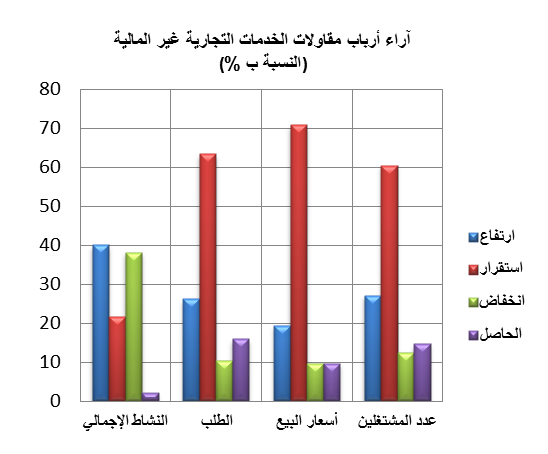 آراء أرباب مقاولات الخدمات التجارية غير المالية
(النسبة ب %)
80
70
60
50
40
30
20
10
0
النشاط الإجمالي
الطلب
أسعار البيع
عدد المشتغلين
ارتفاع
استقرار
انخفاض
الحاصل